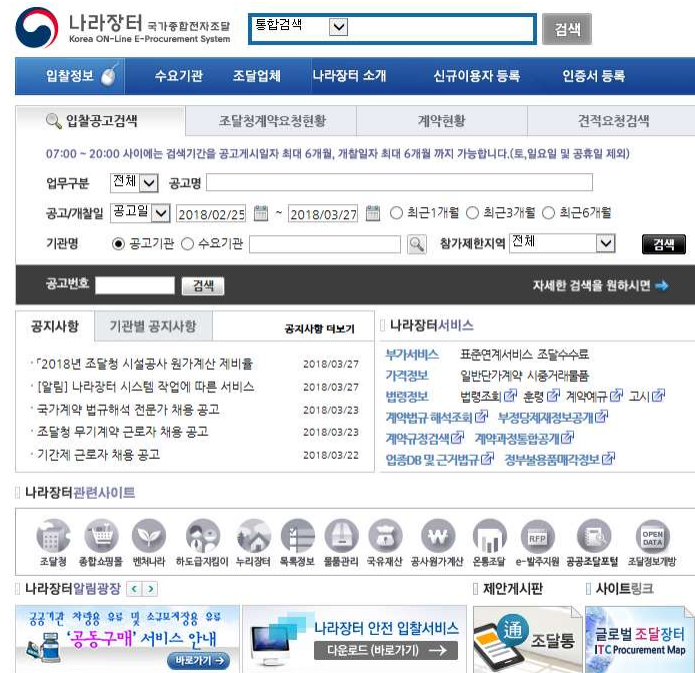 나라장터 국가종합전자조달
Korea ON-Line E-Procurement System
통합검색 검색
입찰정보 수요기관 조달업체 나라장터 소개 신규이용자 등록 인증서 등록
입찰공고검색 조달청계약요청현황 계약현황 견적요청검색
07:00 ~ 20:00 사이에는 검색기간을 공고게시일자 최대 6개월, 개찰일자 최대 6개월 까지 가능합니다.(토,일요일 및 공휴일 제외)
업무구분 전체 공고명
공고/개찰일 공고일 2018/02/25 ~ 2018/03/27 최근1개월 최근3개월 최근6개월
기관명 공고기관 수요기관 참가제한지역 전체 검색
공고번호 검색 자세한 검색을 원하시면
공지사항 기관별 공지사항 공지사항 더보기
· 「2018년 조달청 시설공사 원가계산 제비율 2018/03/27
· [알림] 나라장터 시스템 작업에 따른 서비스 2018/03/27
· 국가계약 법규해석 전문가 채용 공고 2018/03/23
· 조달청 무기계약 근로자 채용 공고 2018/03/23
· 기간제 근로자 채용 공고 2018/03/22
나라장터서비스
부가서비스 표준연계서비스 조달수수료
가격정보 일반단가계약 시중거래물품
법령정보 법령조회 훈령 계약예규 고시
계약법규 해석조회 부정당제재정보공개
계약규정검색 계약과정통합공개
업종DB 및 근거법규 정부불용품매각정보
나라장터관련사이트
RFP OPEN DATA
조달청 종합쇼핑몰 벤처나라 하도급지킴이 누리장터 목록정보 물품관리 국유재산 공사원가계산 온통조달 e-발주지원 공공조달포털 조달정보개방
나라장터알림광장 < > 제안게시판 사이트링크
공공기관 차량용 유류 및 소규모저장용 유류
'공동구매' 서비스 안내
바로가기
나라장터 안전 입찰서비스
다운로드 (바로가기)
通 조달통
글로벌 조달장터
ITC Procurement Map